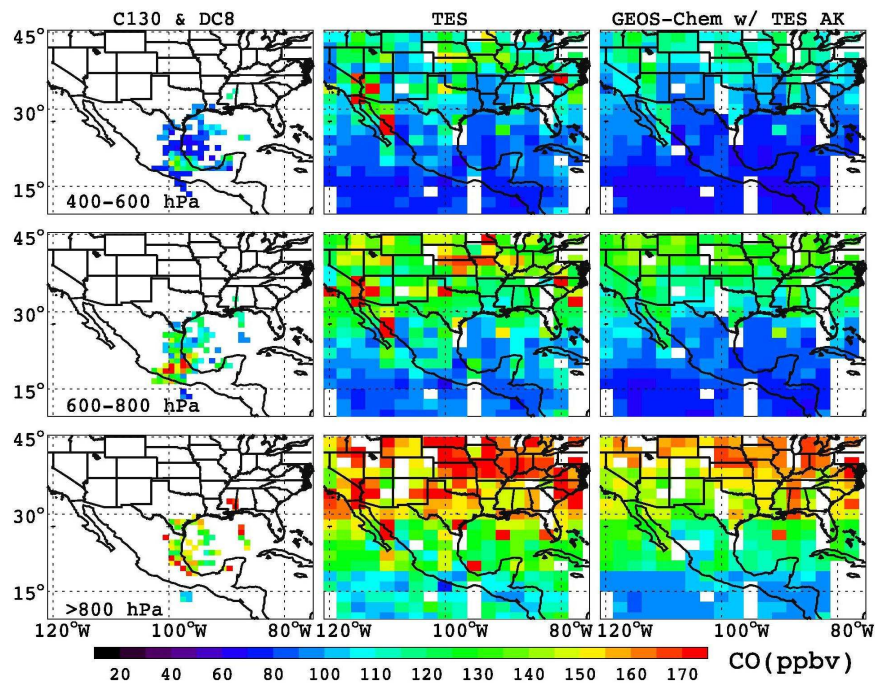 C130 & DC8 TES GEOS-Chem w/ TES AK
45°
30°
15°
400-600 hPa
45°
30°
15°
600-800 hPa
45°
30°
15°
>800 hPa
120°W 100°W 80°W 120°W 100°W 80°W 120°W 100°W 80°W
20 40 60 80 100 110 120 130 140 150 160 170 CO(ppbv)